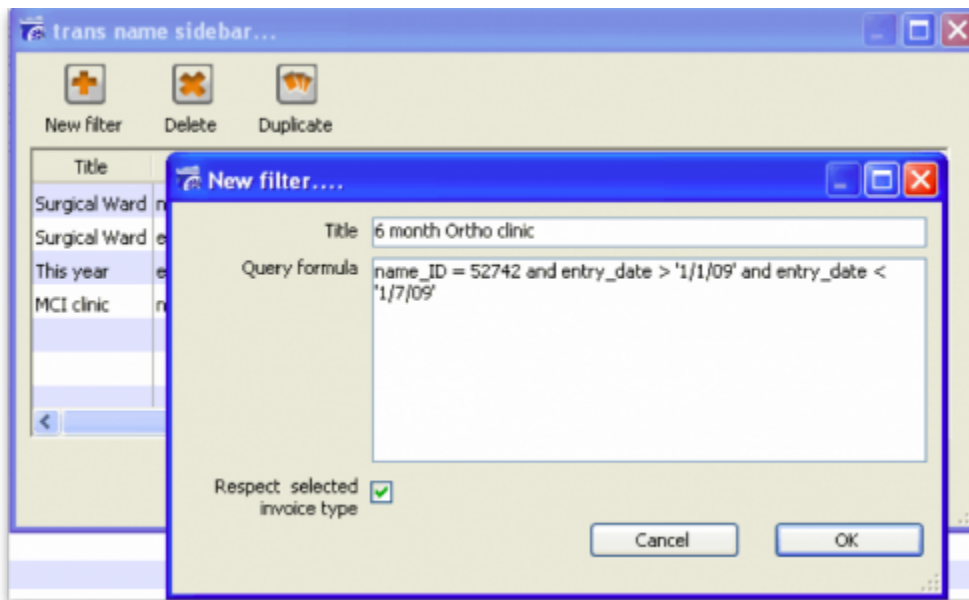 trans name sidebar...
New filter Delete Duplicate
Title
Surgical Ward n
Surgical Ward e
This year e
MCI clinic n
New filter....
Title 6 month Ortho clinic
Query formula name_ID = 52742 and entry_date > '1/1/09' and entry_date <
'1/7/09'
Respect selected
invoice type
Cancel OK